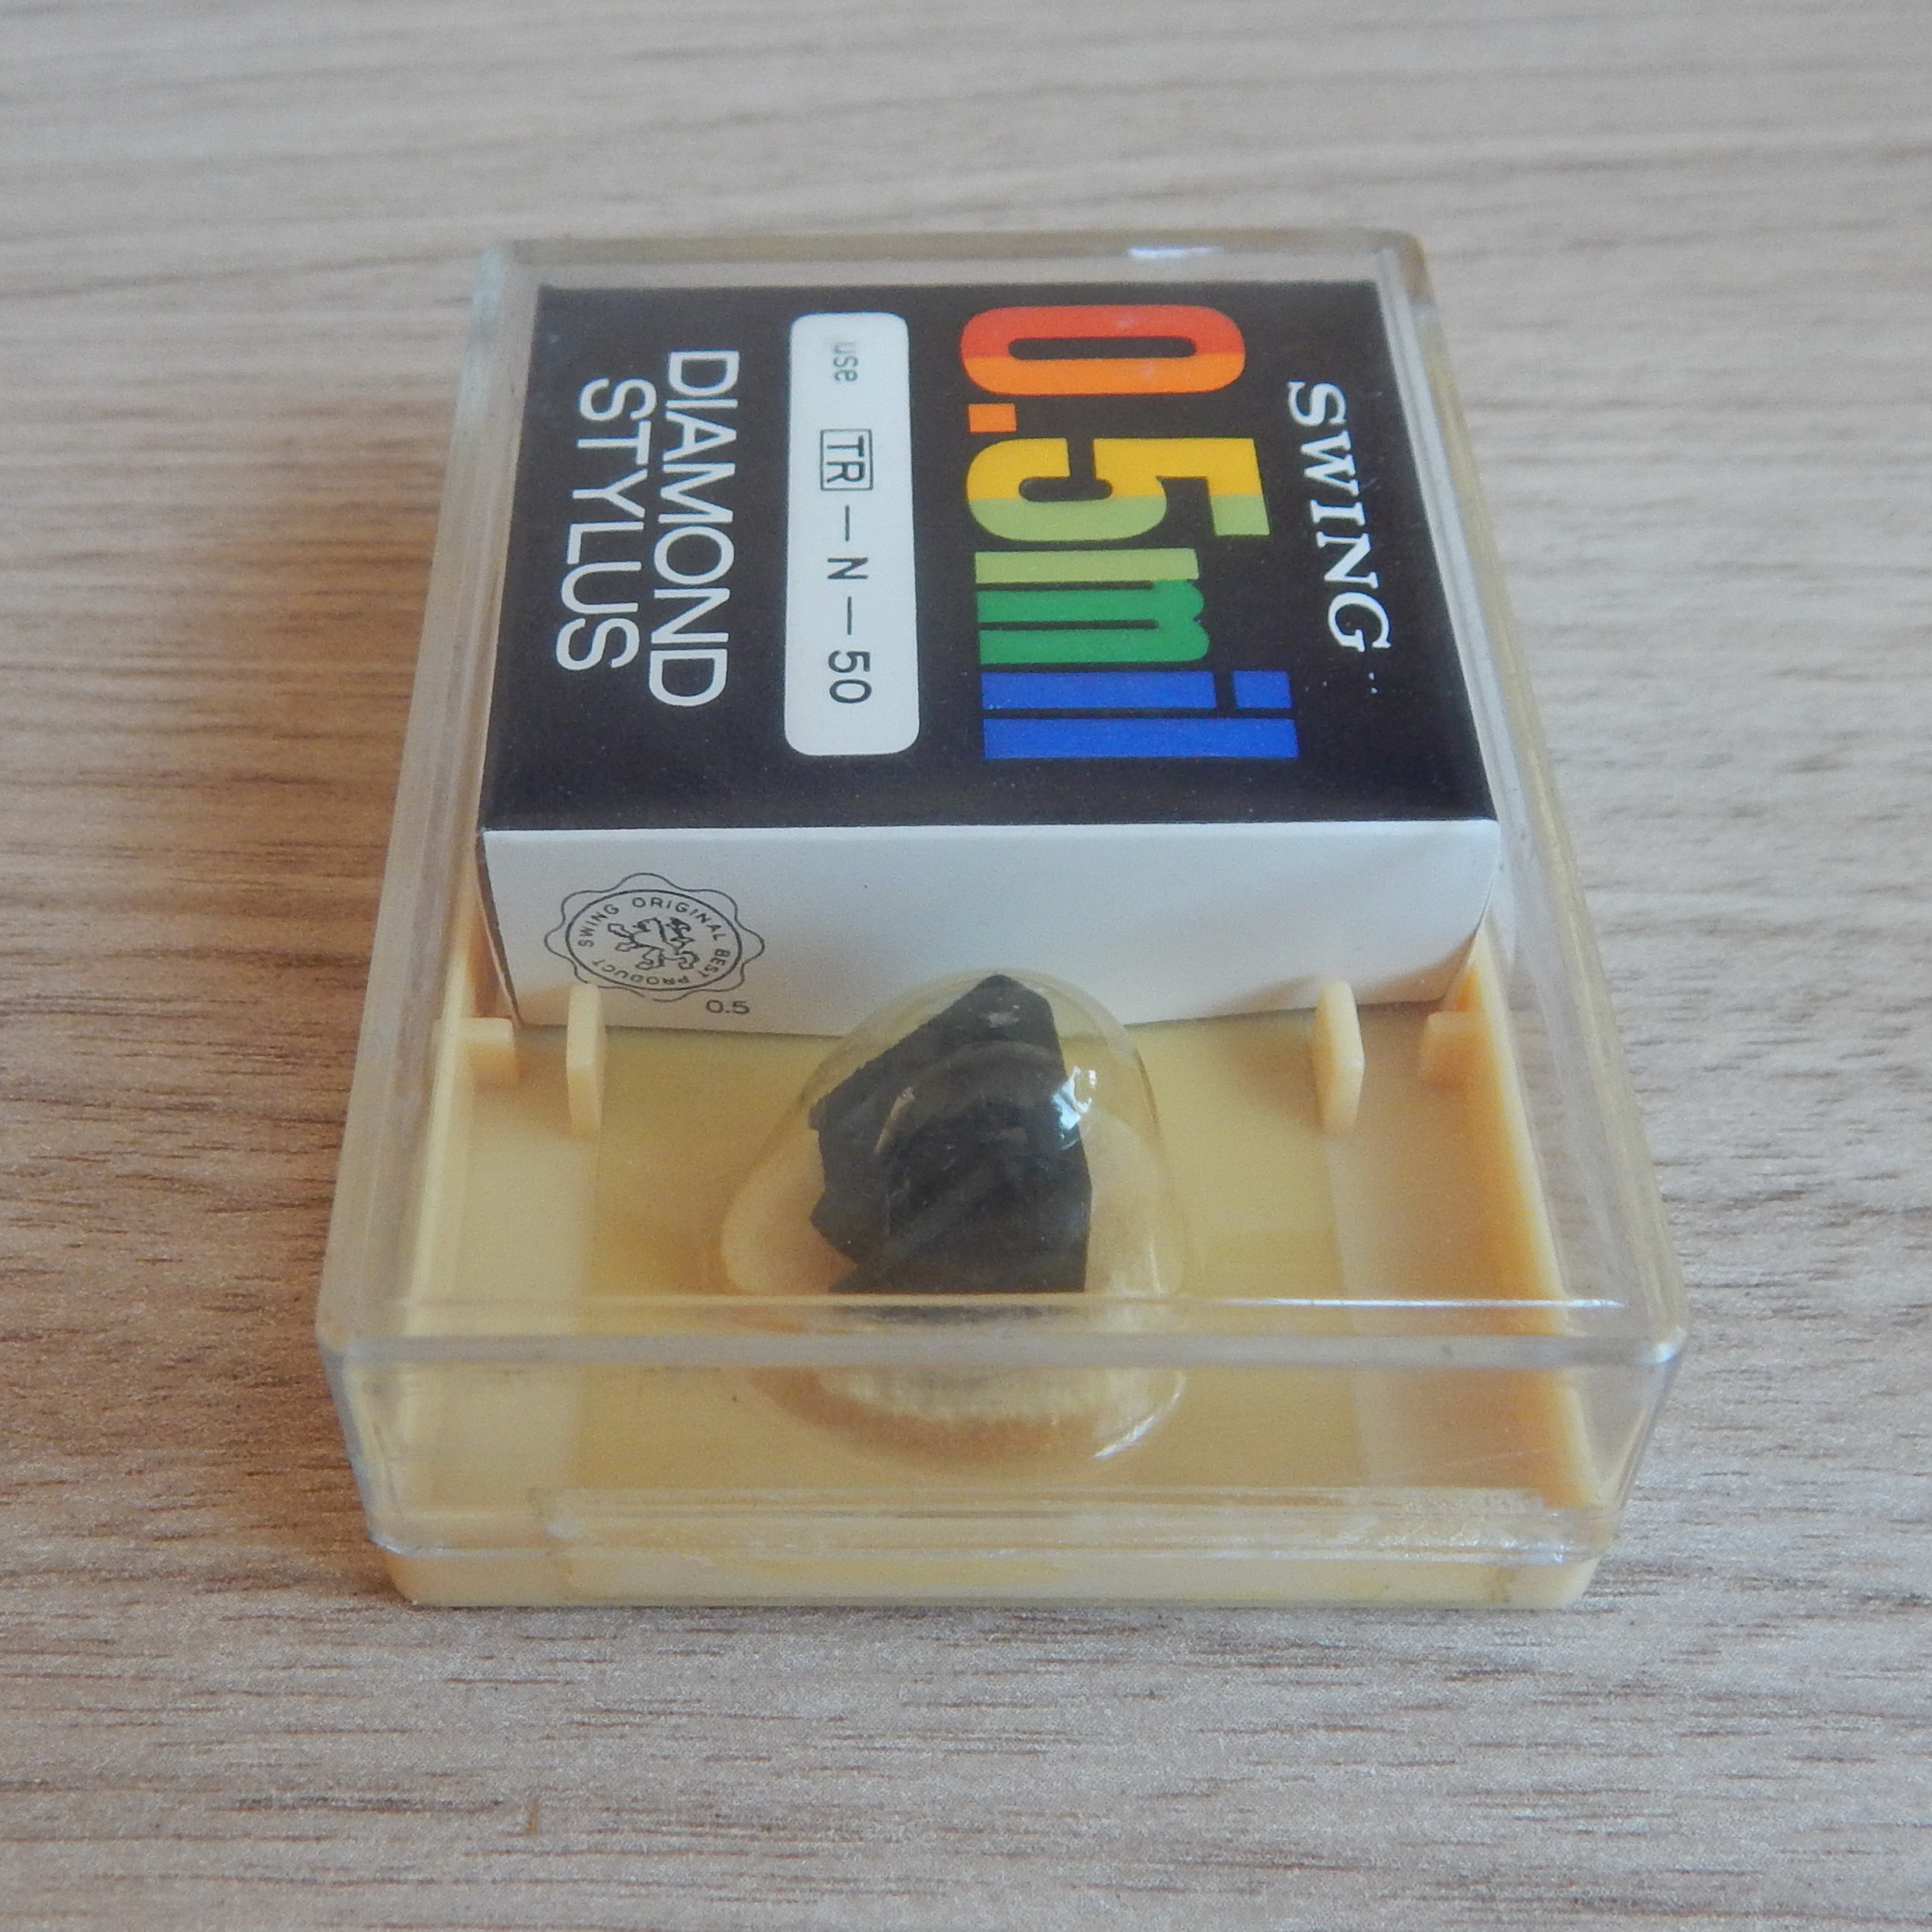 SWING
0.5mil
use TR-N-50
DIAMOND
STYLUS
SWING ORIGINAL BEST PRODUCT
0.5